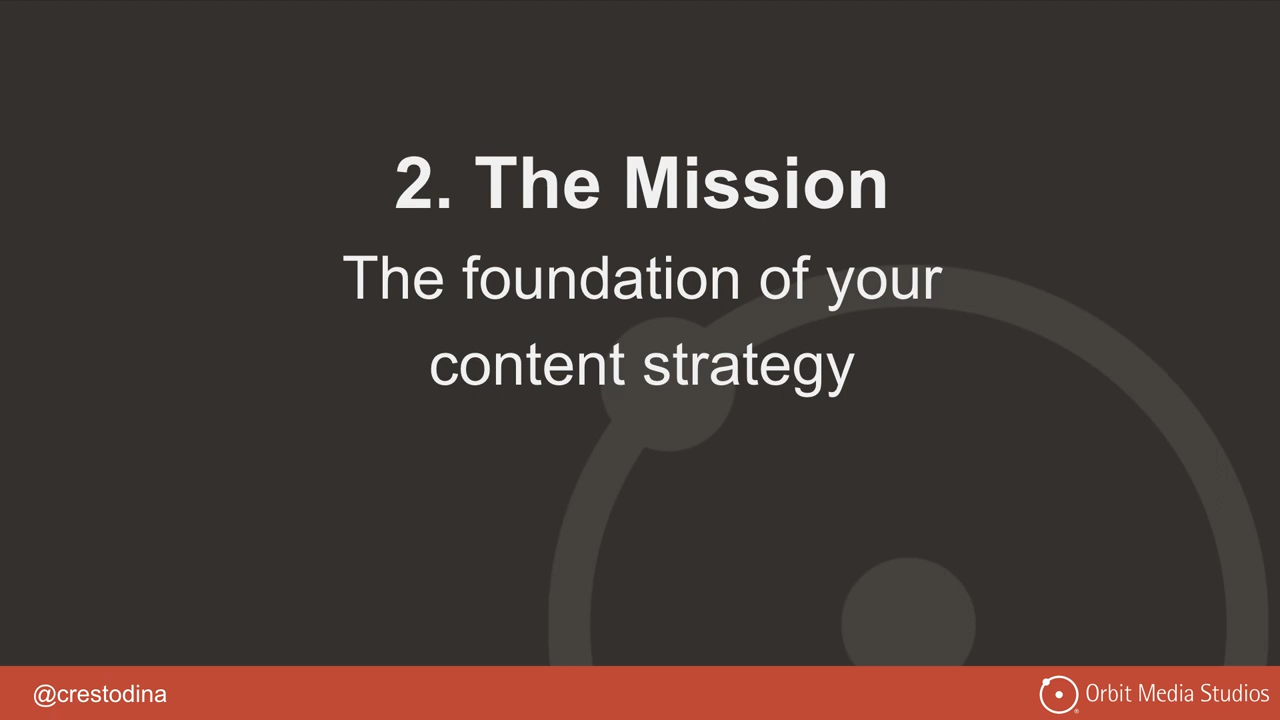 2. The Mission
The foundation of your
content strategy
@crestodina
Orbit Media Studios